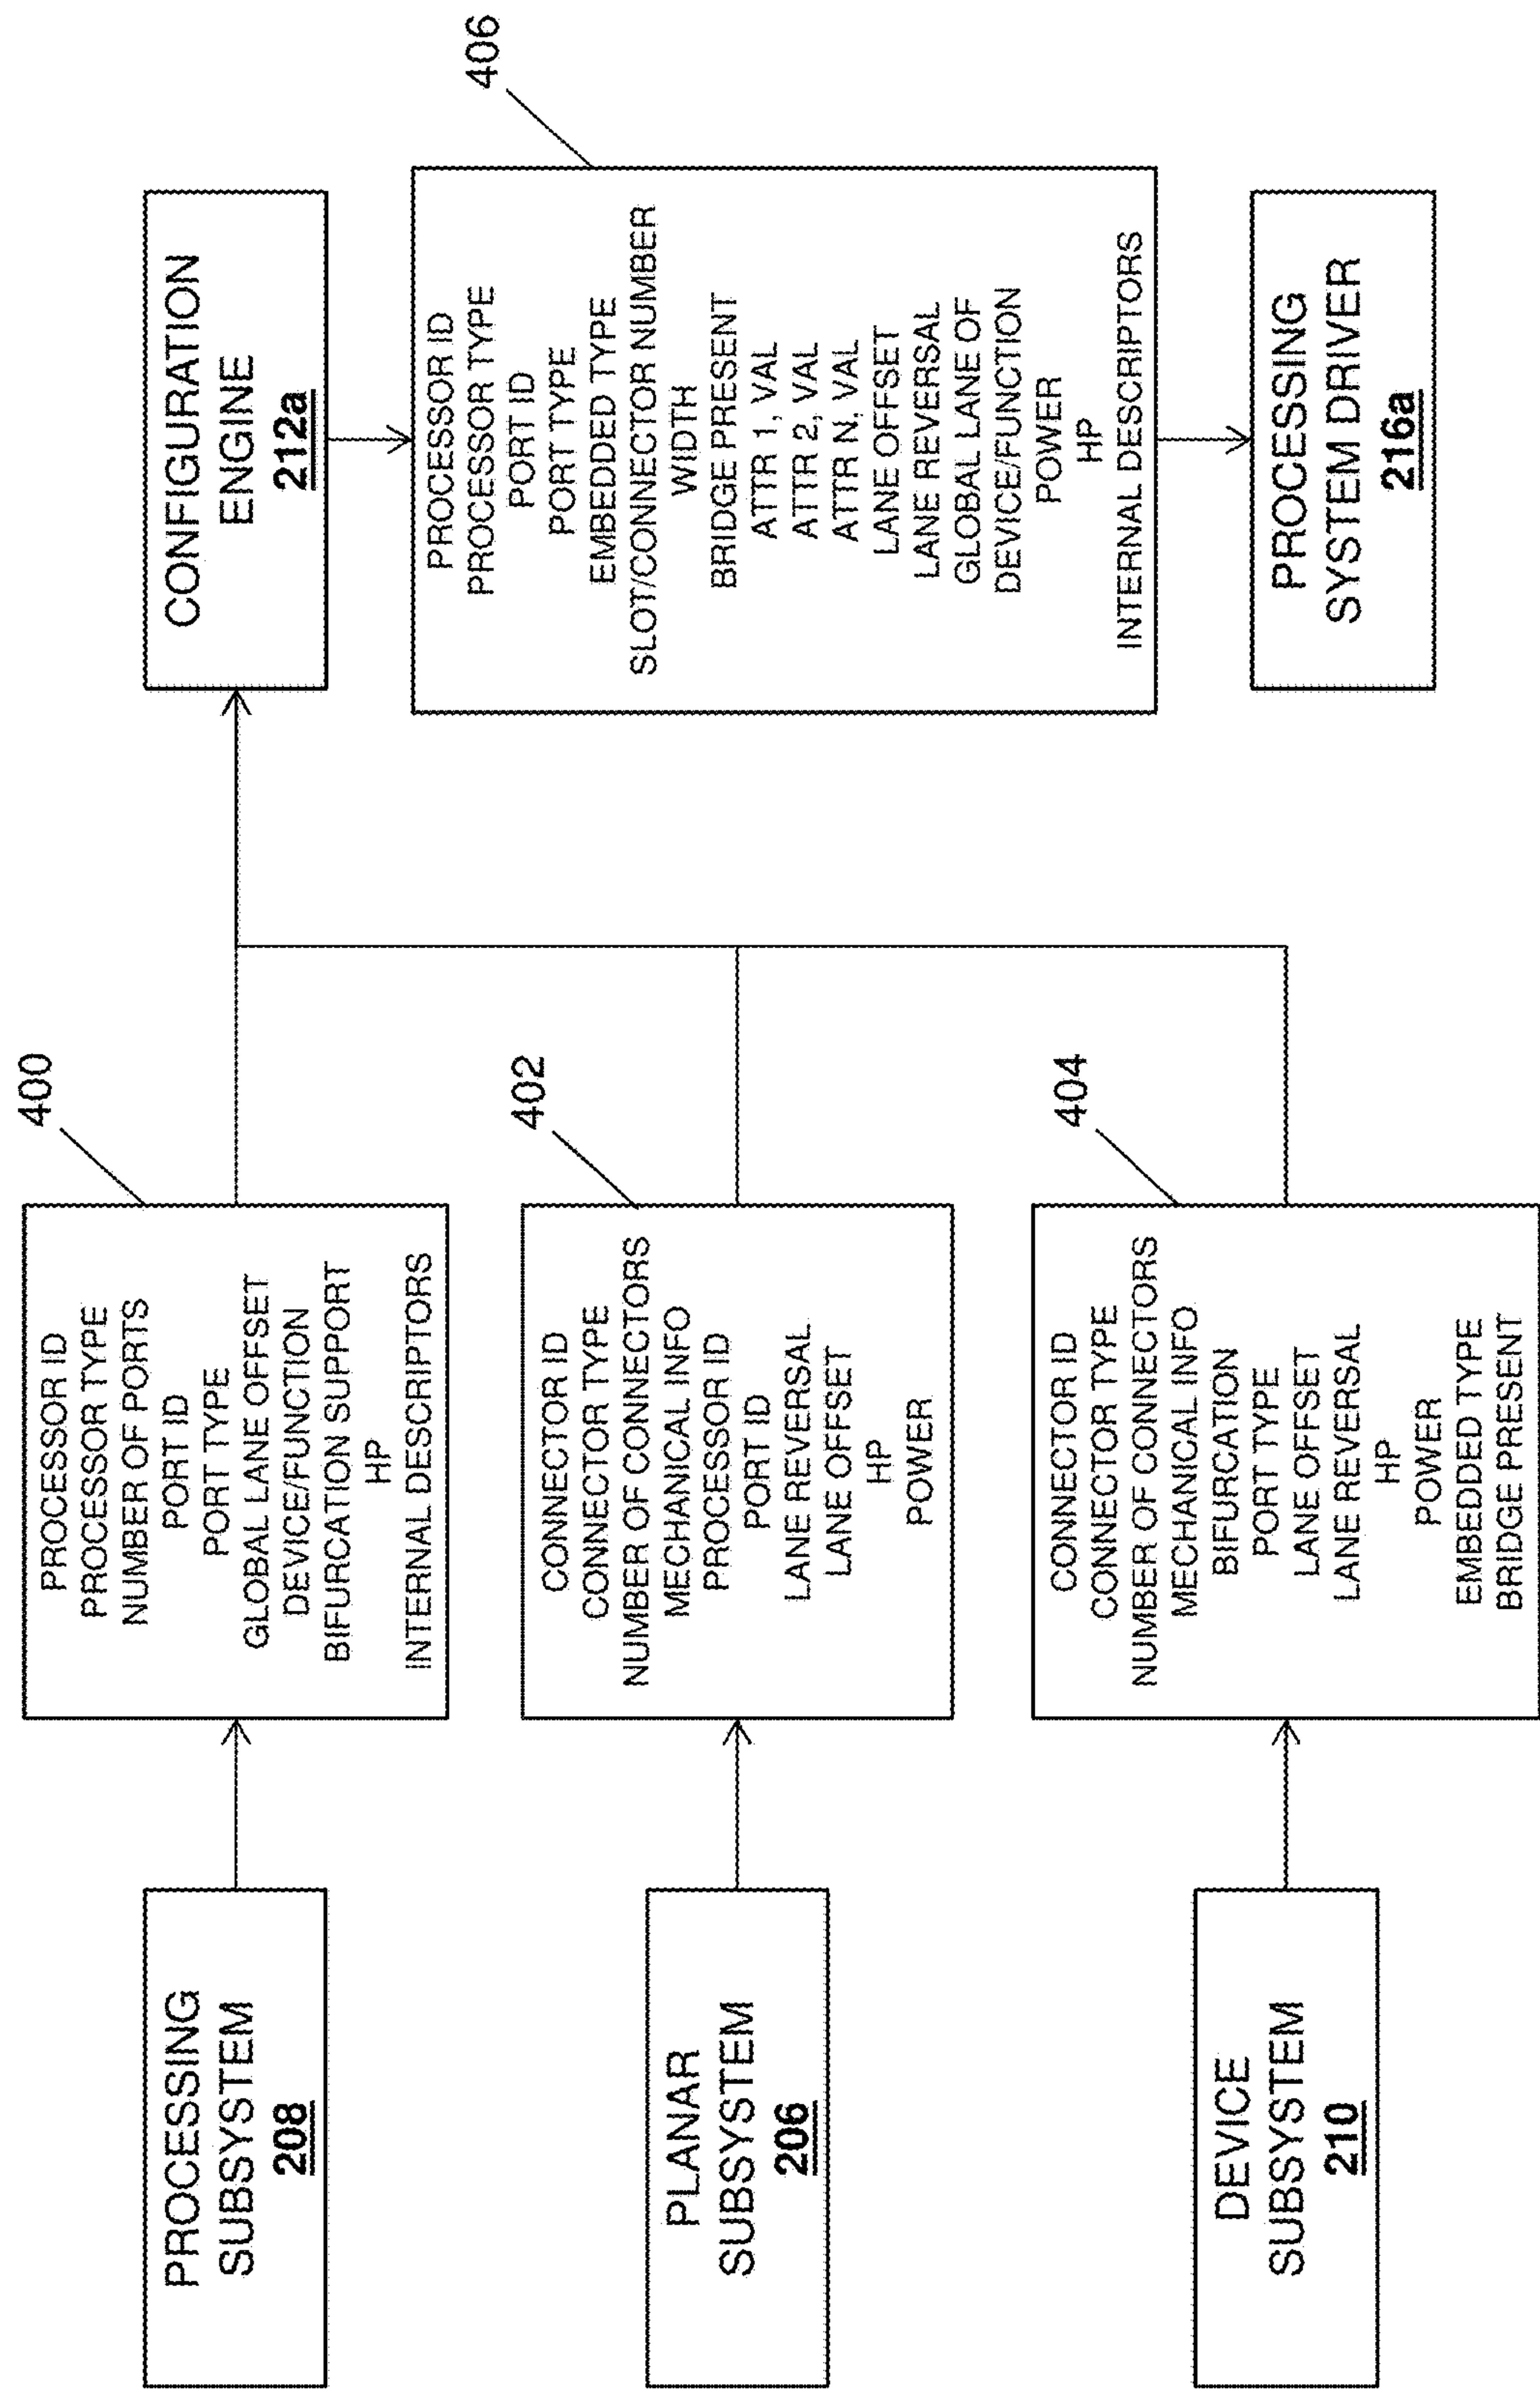 PROCESSING
SUBSYSTEM
208
400
PROCESSOR ID
PROCESSOR TYPE
NUMBER OF PORTS
PORT ID
PORT TYPE
GLOBAL LANE OFFSET
DEVICE/FUNCTION
BIFURCATION SUPPORT
HP
INTERNAL DESCRIPTORS
PLANAR
SUBSYSTEM
206
402
CONNECTOR ID
CONNECTOR TYPE
NUMBER OF CONNECTORS
MECHANICAL INFO
PROCESSOR ID
PORT ID
LANE REVERSAL
LANE OFFSET
HP
POWER
DEVICE
SUBSYSTEM
210
404
CONNECTOR ID
CONNECTOR TYPE
NUMBER OF CONNECTORS
MECHANICAL INFO
BIFURCATION
PORT TYPE
LANE OFFSET
LANE REVERSAL
HP
POWER
EMBEDDED TYPE
BRIDGE PRESENT
CONFIGURATION
ENGINE
212a
406
PROCESSOR ID
PROCESSOR TYPE
PORT ID
PORT TYPE
EMBEDDED TYPE
SLOT/CONNECTOR NUMBER
WIDTH
BRIDGE PRESENT
ATTR 1, VAL
ATTR 2, VAL
ATTR N, VAL
LANE OFFSET
LANE REVERSAL
GLOBAL LANE OF
DEVICE/FUNCTION
POWER
HP
INTERNAL DESCRIPTORS
PROCESSING
SYSTEM DRIVER
216a